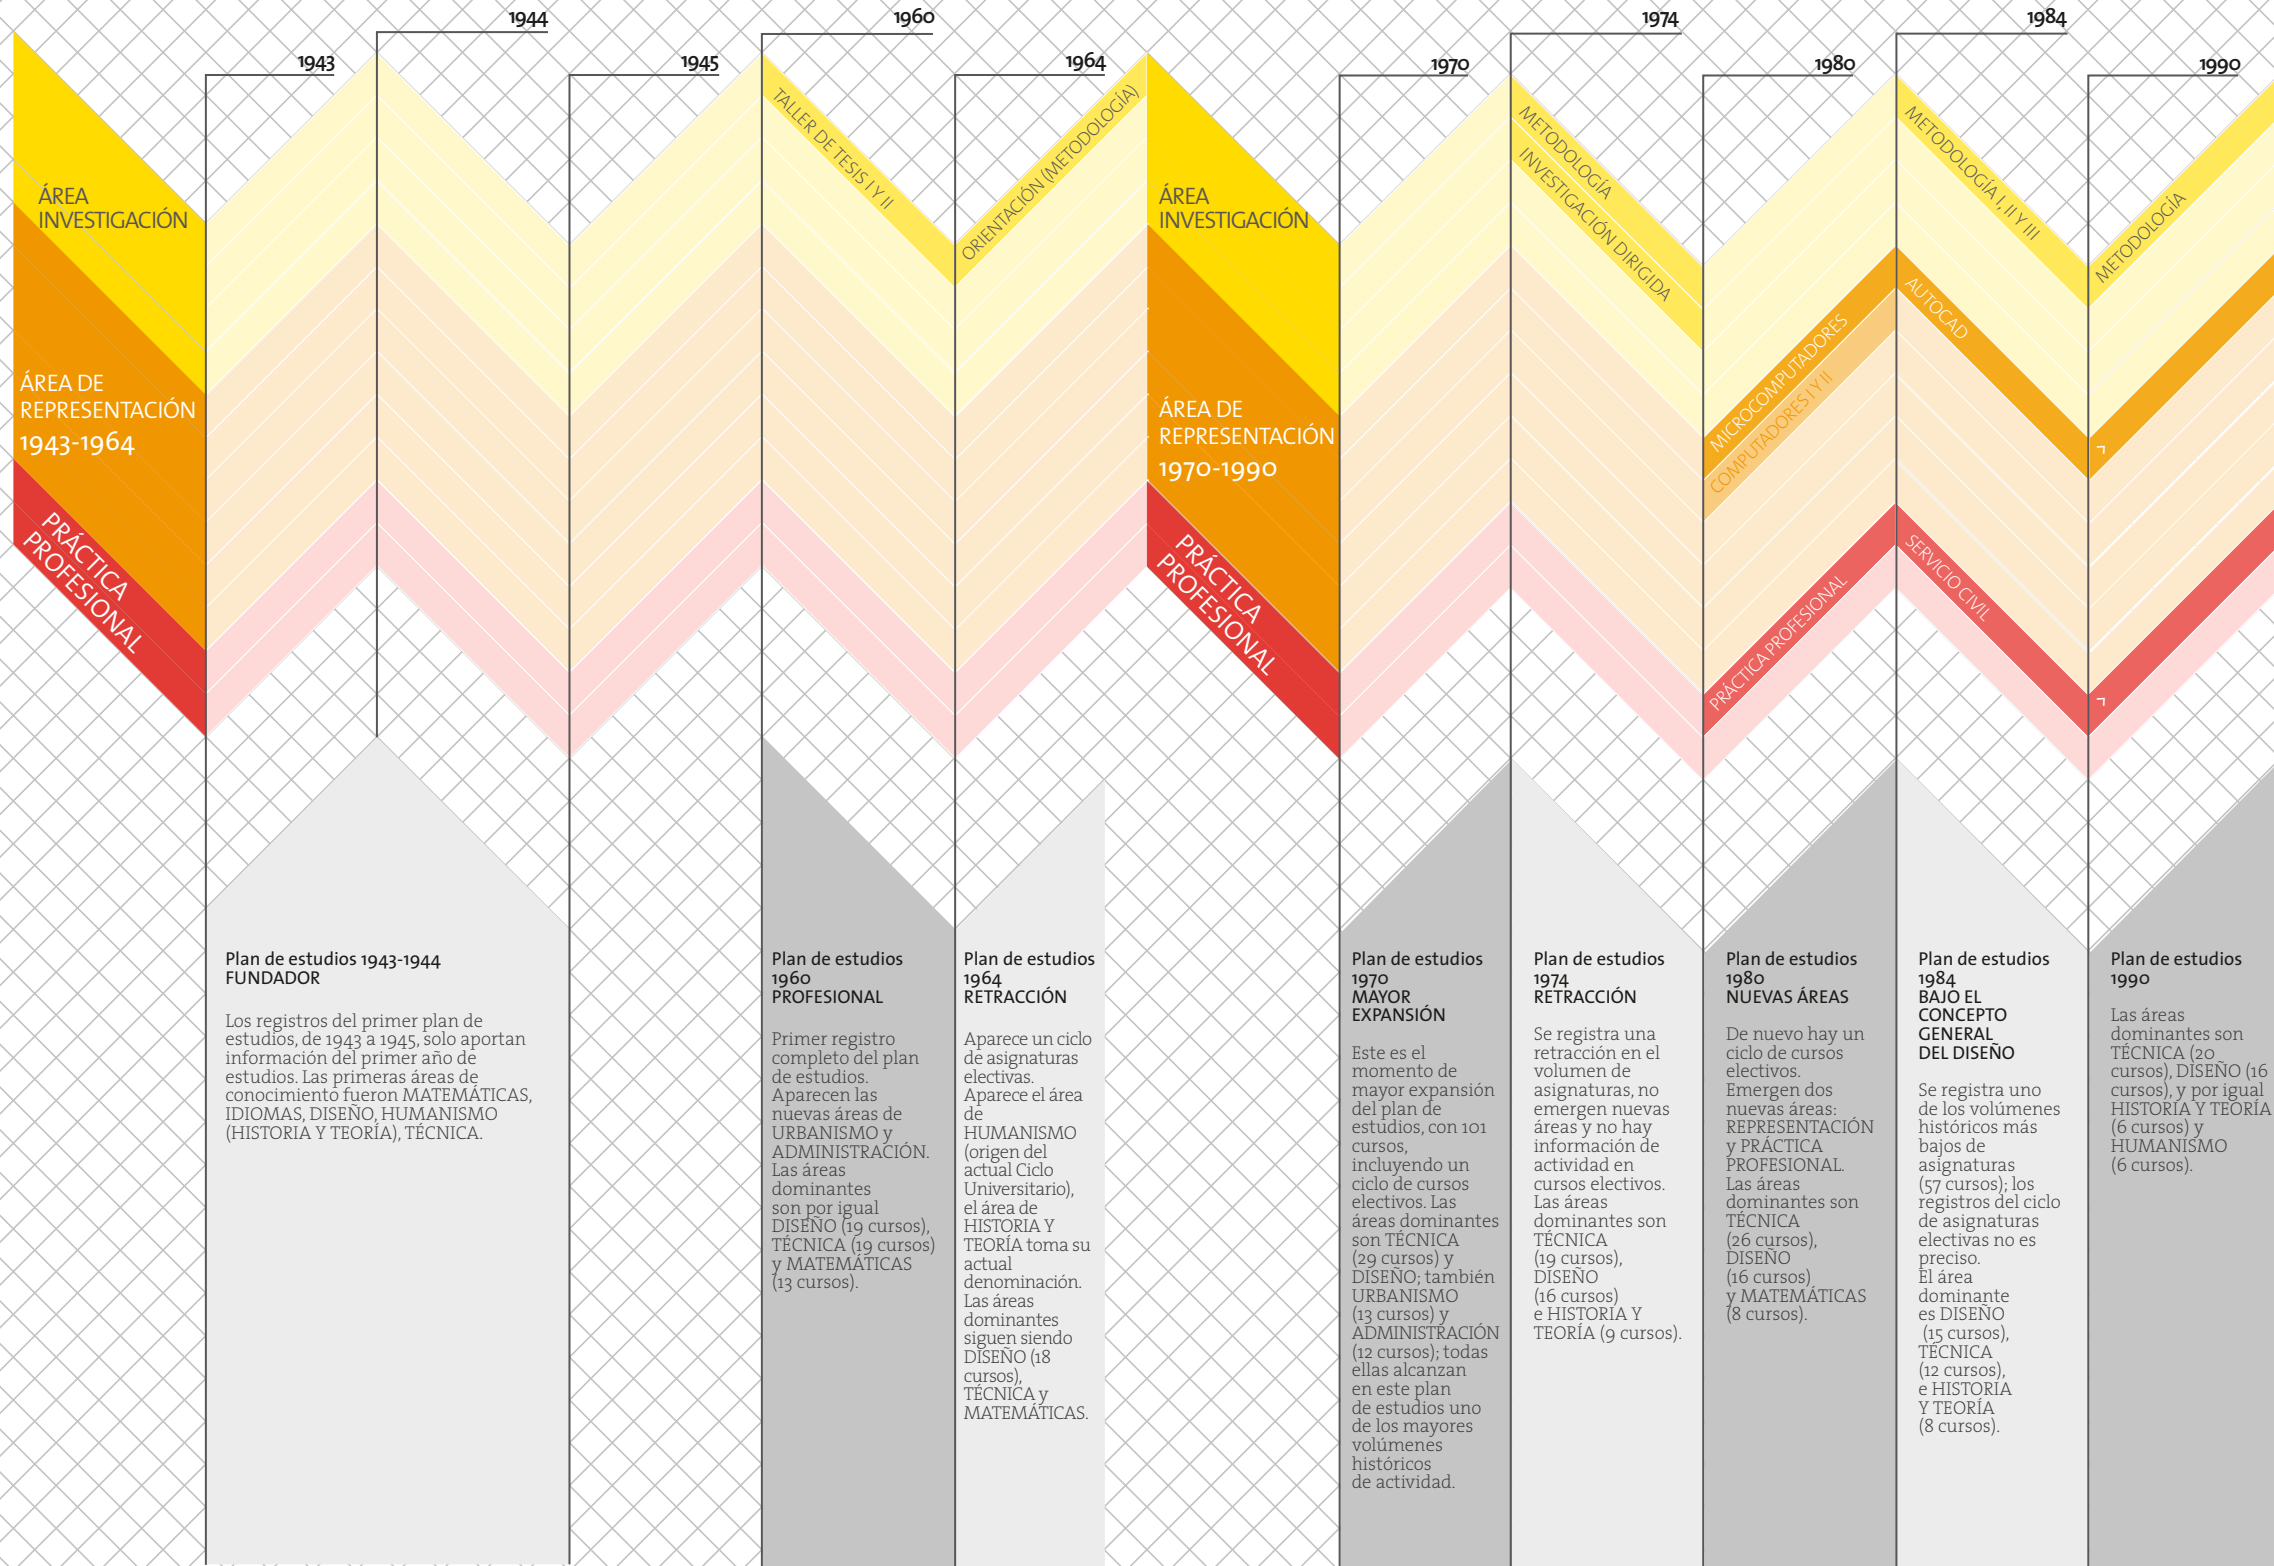 1944
1960
1974
1984
1943
1945
1964
1970
1980
1990
ÁREA
INVESTIGACIÓN
ÁREA DE
REPRESENTACIÓN
1943-1964
PRÁCTICA
PROFESIONAL
TALLER DE TESIS I Y II
ORIENTACIÓN (METODOLOGÍA)
ÁREA
INVESTIGACIÓN
ÁREA DE
REPRESENTACIÓN
1970-1990
PRÁCTICA
PROFESIONAL
METODOLOGÍA
INVESTIGACIÓN DIRIGIDA
MICROCOMPUTADORES
COMPUTADORES I Y II
PRÁCTICA PROFESIONAL
METODOLOGÍA I, II Y III
AUTOCAD
SERVICIO CIVIL
METODOLOGÍA
Plan de estudios 1943-1944
FUNDADOR
Los registros del primer plan de
estudios, de 1943 a 1945, solo aportan
información del primer año de
estudios. Las primeras áreas de
conocimiento fueron MATEMÁTICAS,
IDIOMAS, DISEÑO, HUMANISMO
(HISTORIA Y TEORÍA), TÉCNICA.
Plan de estudios
1960
PROFESIONAL
Primer registro
completo del plan
de estudios.
Aparecen las
nuevas áreas de
URBANISMO y
ADMINISTRACIÓN.
Las áreas
dominantes
son por igual
DISEÑO (19 cursos),
TÉCNICA (19 cursos)
y MATEMÁTICAS
(13 cursos).
Plan de estudios
1964
RETRACCIÓN
Aparece un ciclo
de asignaturas
electivas.
Aparece el área
de
HUMANISMO
(origen del
actual Ciclo
Universitario),
el área de
HISTORIA Y
TEORÍA toma su
actual
denominación.
Las áreas
dominantes
siguen siendo
DISEÑO (18
cursos),
TÉCNICA y
MATEMÁTICAS.
Plan de estudios
1970
MAYOR
EXPANSIÓN
Este es el
momento de
mayor expansión
del plan de
estudios, con 101
cursos,
incluyendo un
ciclo de cursos
electivos. Las
áreas dominantes
son TÉCNICA
(29 cursos) y
DISEÑO; también
URBANISMO
(13 cursos) y
ADMINISTRACIÓN
(12 cursos); todas
ellas alcanzan
en este plan
de estudios uno
de los mayores
volúmenes
históricos
de actividad.
Plan de estudios
1974
RETRACCIÓN
Se registra una
retracción en el
volumen de
asignaturas, no
emergen nuevas
áreas y no hay
información de
actividad en
cursos electivos.
Las áreas
dominantes son
TÉCNICA
(19 cursos),
DISEÑO
(16 cursos)
e HISTORIA Y
TEORÍA (9 cursos).
Plan de estudios
1980
NUEVAS ÁREAS
De nuevo hay un
ciclo de cursos
electivos.
Emergen dos
nuevas áreas:
REPRESENTACIÓN
y PRÁCTICA
PROFESIONAL.
Las áreas
dominantes son
TÉCNICA
(26 cursos),
DISEÑO
(16 cursos)
y MATEMÁTICAS
(8 cursos).
Plan de estudios
1984
BAJO EL
CONCEPTO
GENERAL
DEL DISEÑO
Se registra uno
de los volúmenes
históricos más
bajos de
asignaturas
(57 cursos); los
registros del ciclo
de asignaturas
electivas no es
preciso.
El área
dominante
es DISEÑO
(15 cursos),
TÉCNICA
(12 cursos),
e HISTORIA
Y TEORÍA
(8 cursos).
Plan de estudios
1990
Las áreas
dominantes son
TÉCNICA (20
cursos), DISEÑO (16
cursos), y por igual
HISTORIA Y TEORÍA
(6 cursos) y
HUMANISMO
(6 cursos).